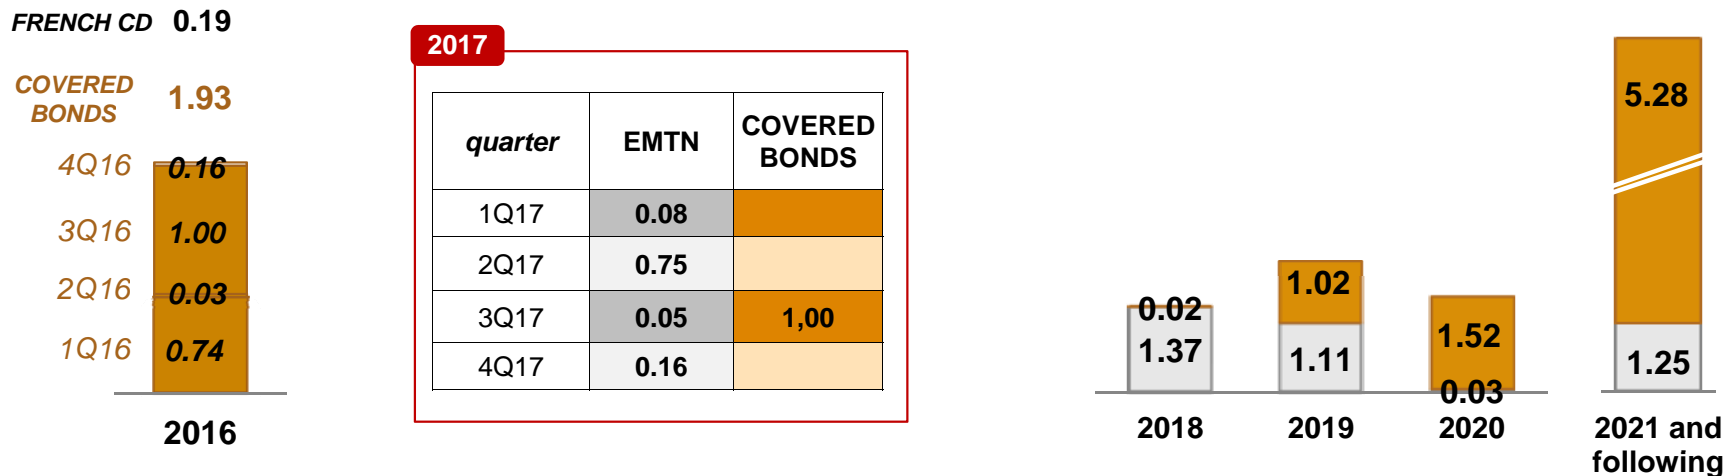 FRENCH CD 0.19
COVERED
BONDS
1.93
4Q16 0.16
3Q16 1.00
2Q16 0.03
1Q16 0.74
2016
2017
quarter EMTN COVERED
BONDS
1Q17 0.08
2Q17 0.75
3Q17 0.05 1,00
4Q17 0.16
0.02
1.37
2018
1.02
1.11
2019
1.52
0.03
2020
5.28
1.25
2021 and
following